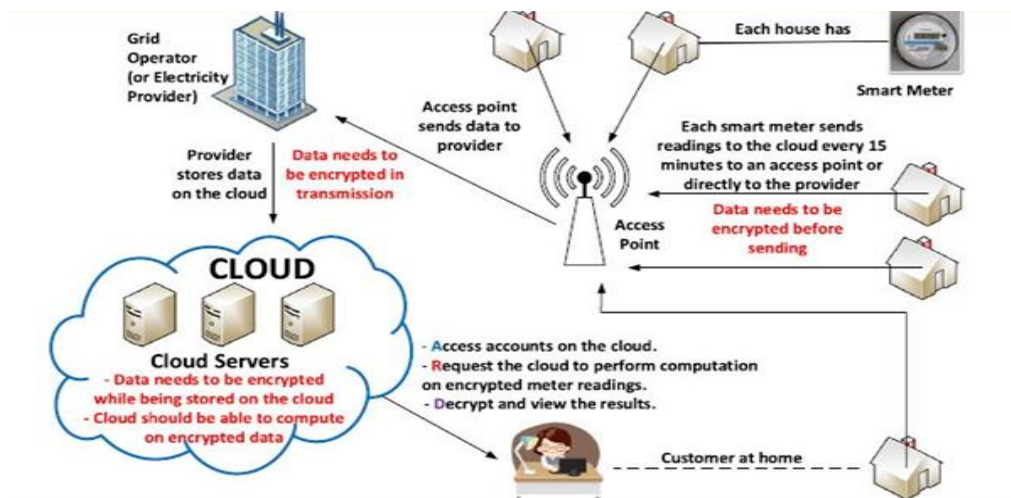 Grid
Operator
(or Electricity
Provider)
Each house has
Smart Meter
Access point
sends data to
provider
Each smart meter sends
readings to the cloud every 15
minutes to an access point or
directly to the provider
Data needs to be
encrypted before
sending
Provider
stores data
on the cloud
Data needs to
be encrypted in
transmission
Access
Point
CLOUD
Cloud Servers
- Data needs to be encrypted
while being stored on the cloud
- Cloud should be able to compute
on encrypted data
- Access accounts on the cloud.
- Request the cloud to perform computation
on encrypted meter readings.
- Decrypt and view the results.
Customer at home